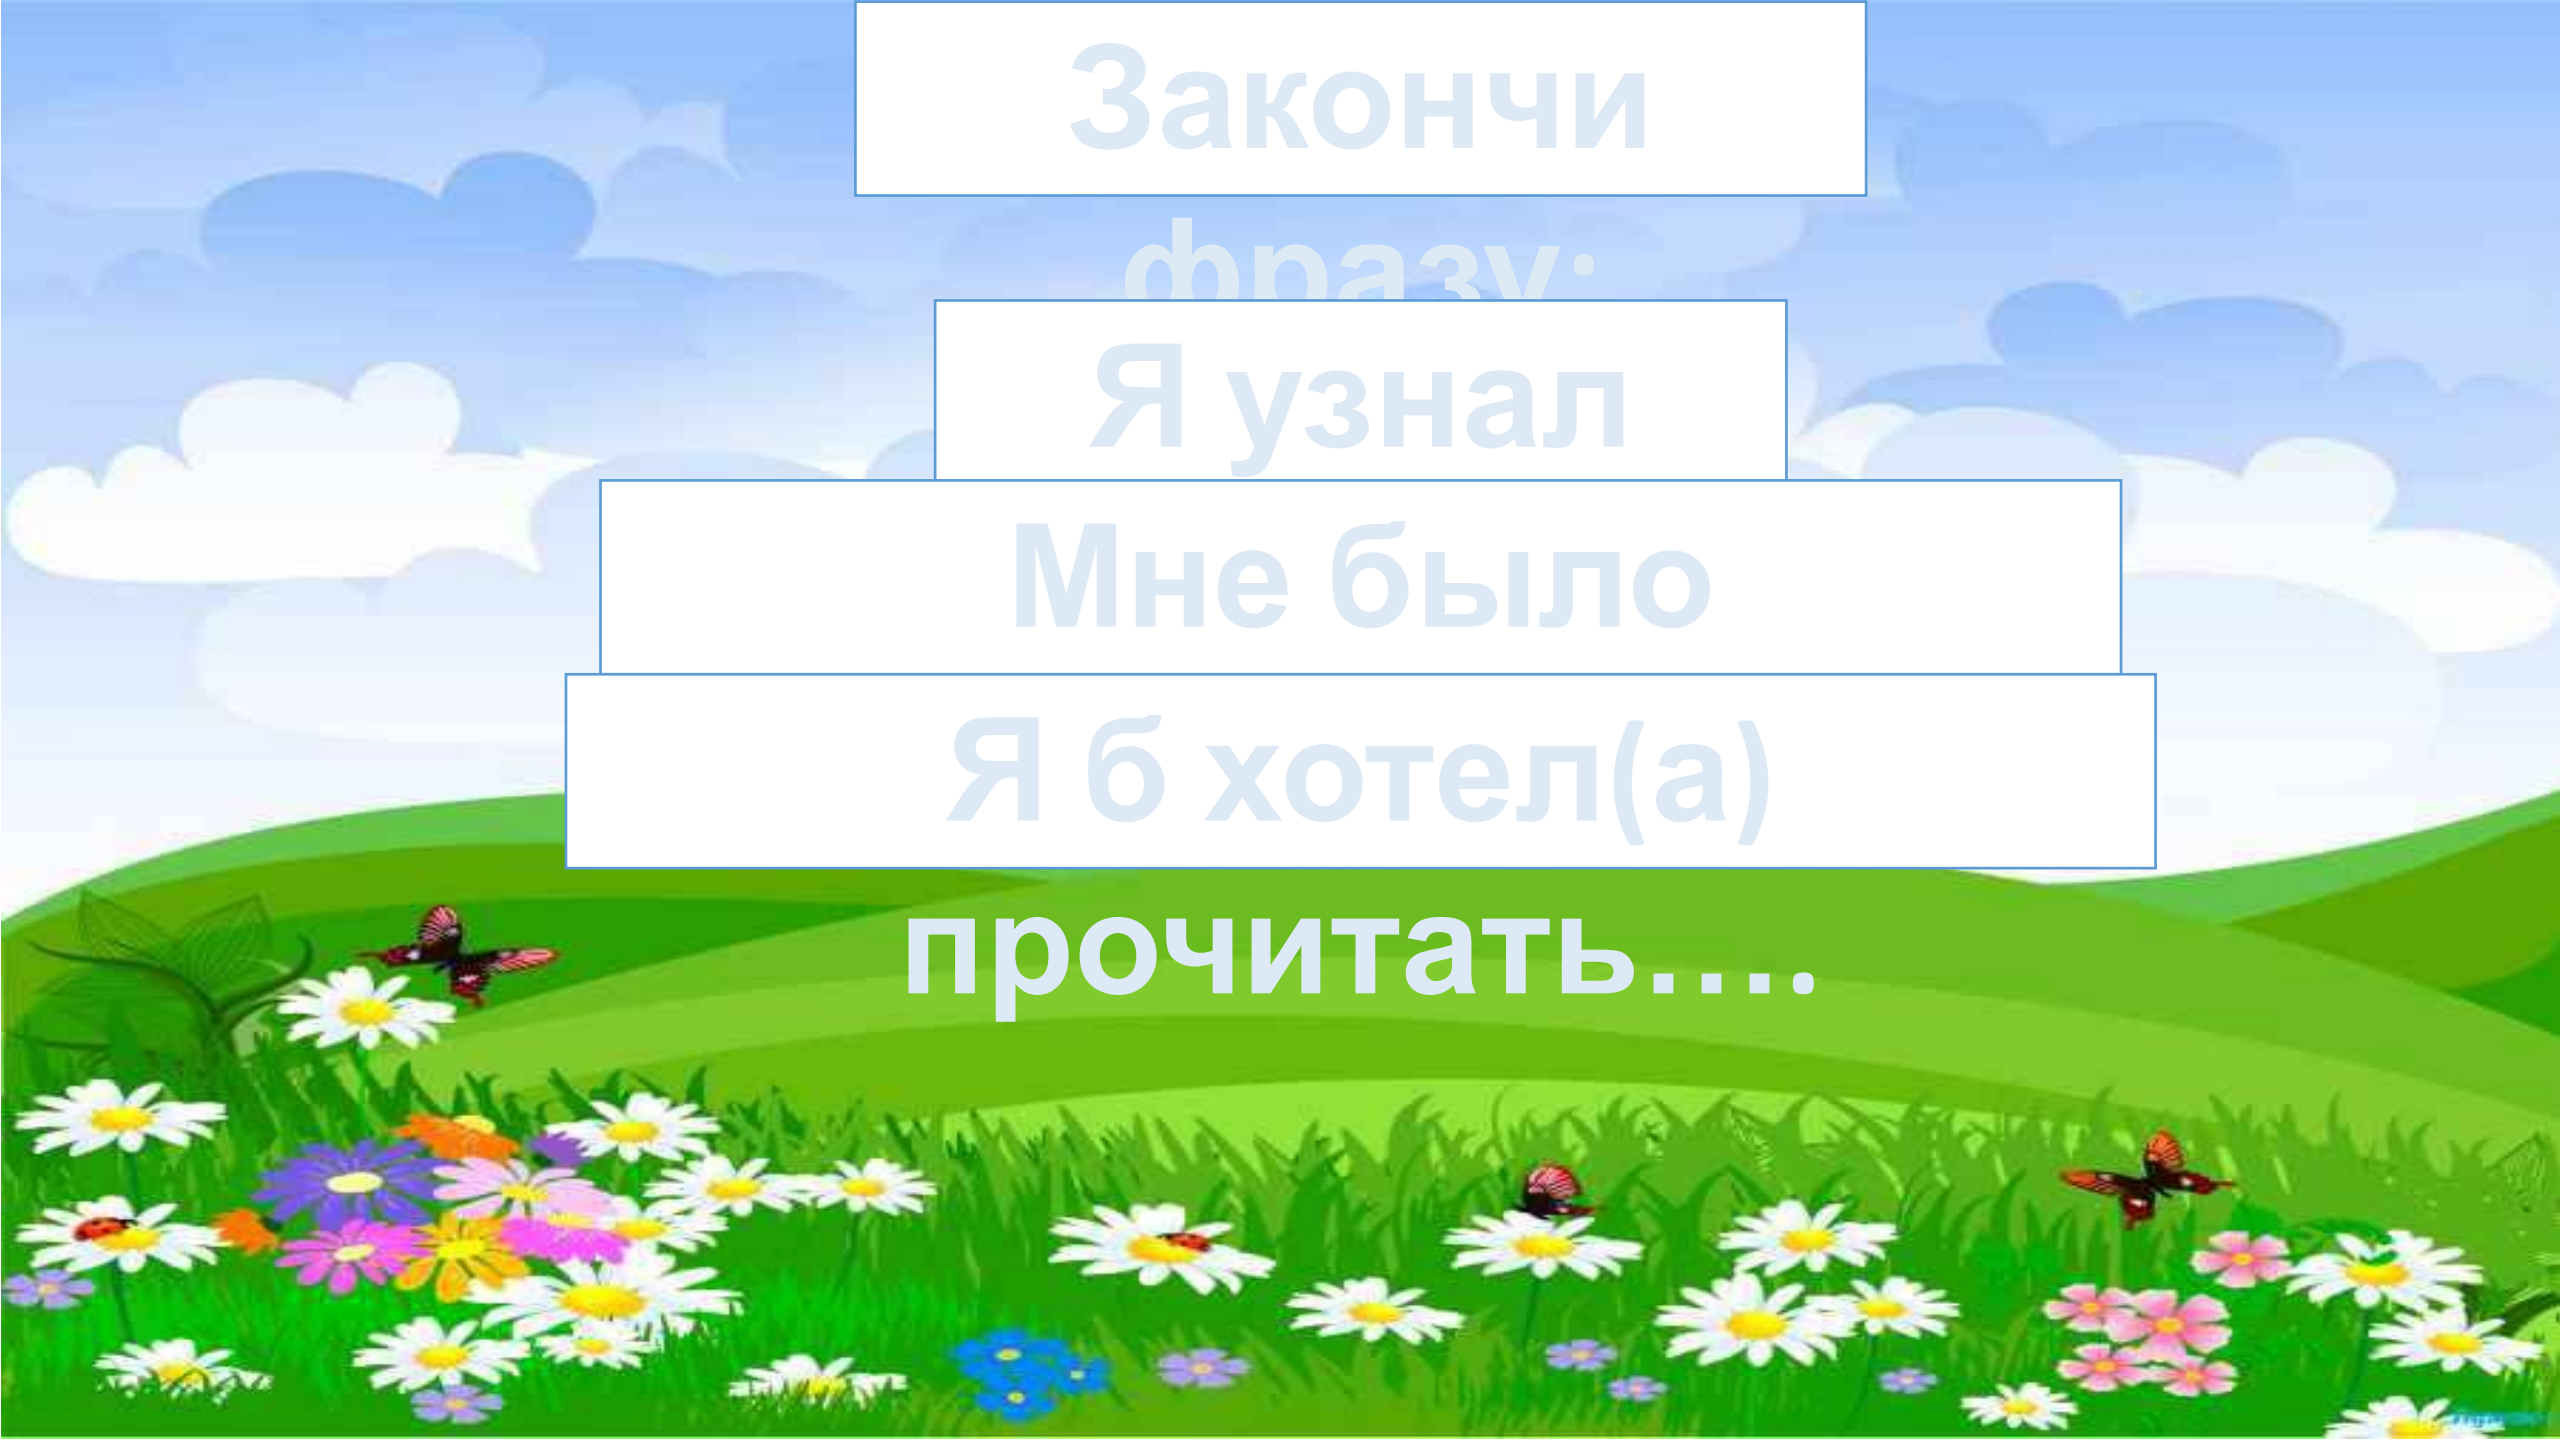 Закончи
фразу:
Я узнал
Мне было
Я б хотел(а)
прочитать….